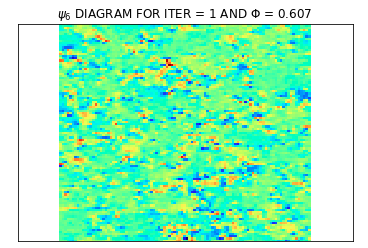 ψ₆ DIAGRAM FOR ITER = 1 AND Φ = 0.607